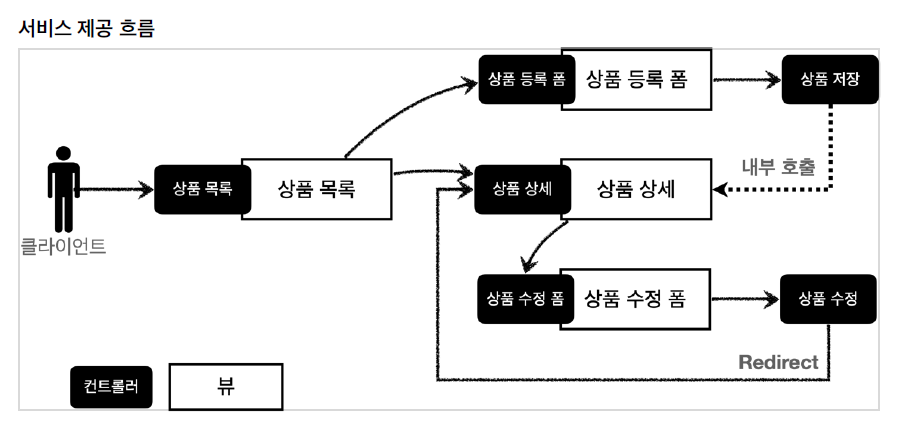 서비스 제공 흐름
상품 등록 폼
상품 등록 폼
상품 저장
내부 호출
상품 목록
상품 목록
상품 상세
상품 상세
클라이언트
상품 수정 폼
상품 수정 폼
상품 수정
Redirect
컨트롤러
뷰